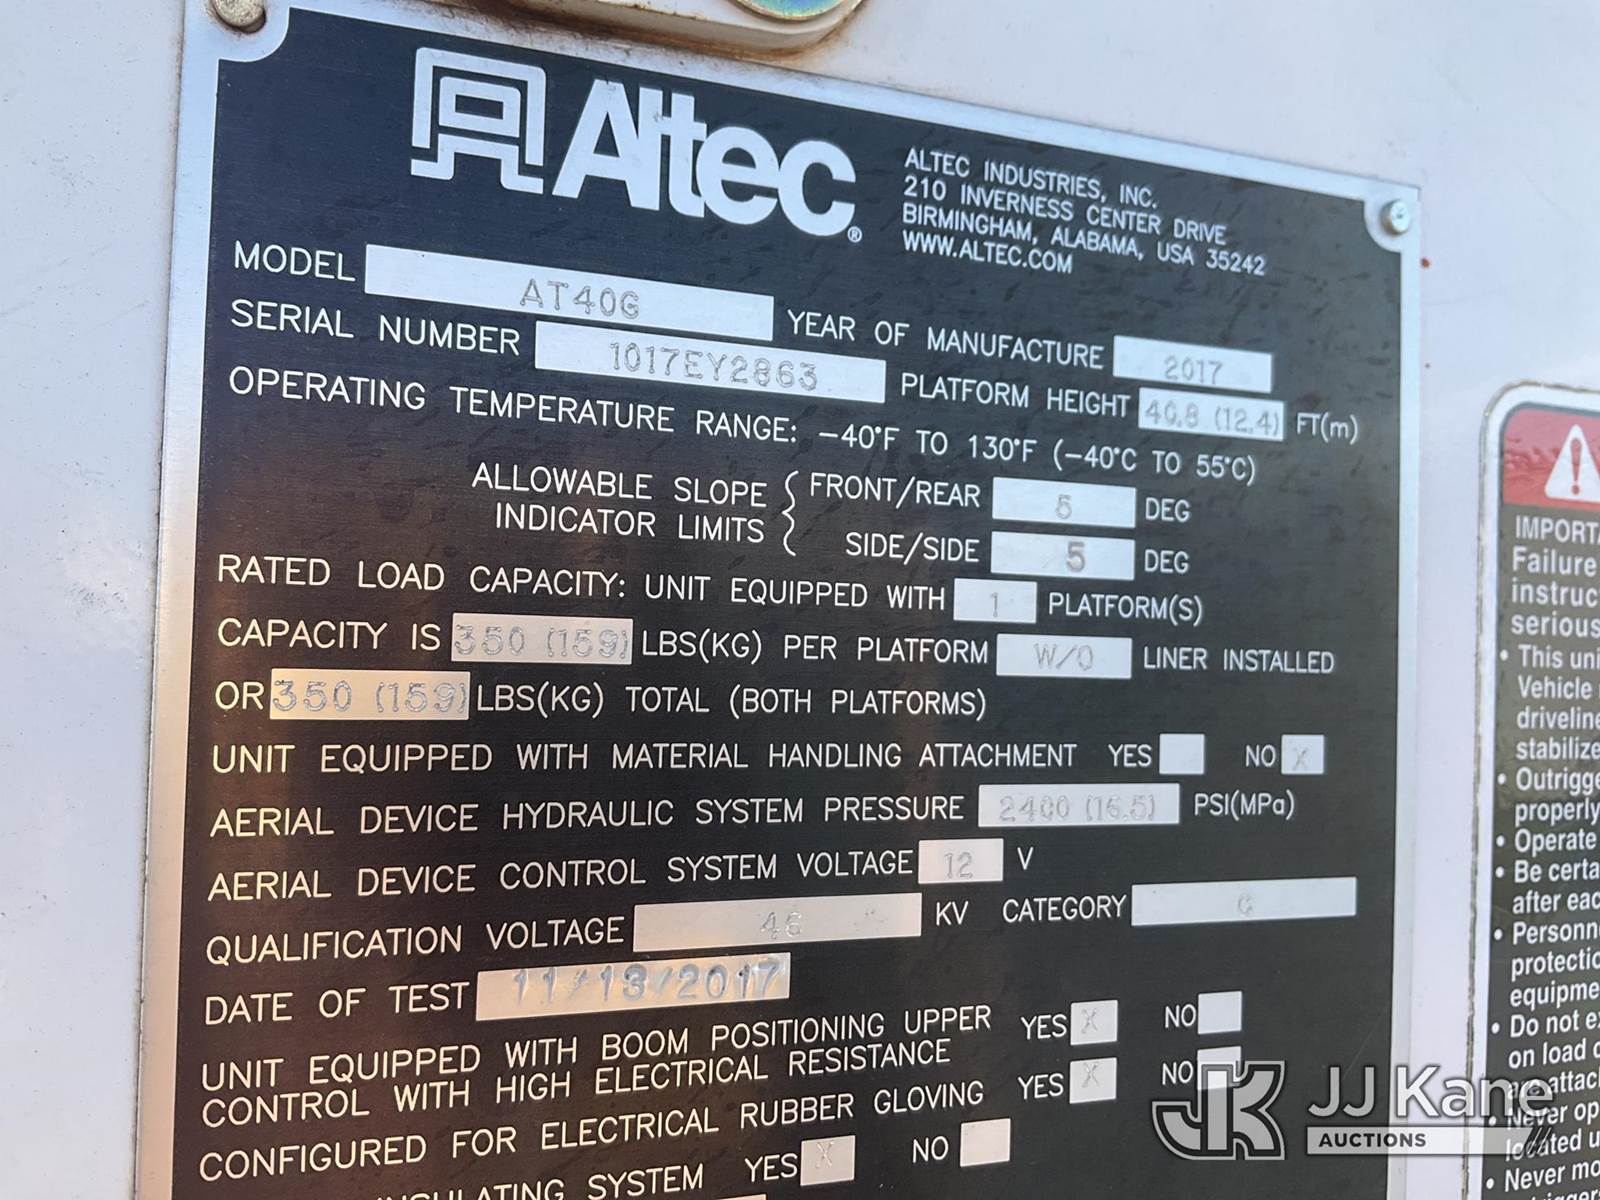 Altec®
ALTEC INDUSTRIES, INC.
210 INVERNESS CENTER DRIVE
BIRMINGHAM, ALABAMA, USA 35242
WWW.ALTEC.COM
MODEL AT40G YEAR OF MANUFACTURE 2017
SERIAL NUMBER 1017EY2863 PLATFORM HEIGHT 40.8 (12.4) FT(m)
OPERATING TEMPERATURE RANGE: -40°F TO 130°F (-40°C TO 55°C)
ALLOWABLE SLOPE { FRONT/REAR 5 DEG
INDICATOR LIMITS SIDE/SIDE 5 DEG
RATED LOAD CAPACITY: UNIT EQUIPPED WITH 1 PLATFORM(S)
CAPACITY IS 350 (159) LBS(KG) PER PLATFORM W/O LINER INSTALLED
OR 350 (159) LBS(KG) TOTAL (BOTH PLATFORMS)
UNIT EQUIPPED WITH MATERIAL HANDLING ATTACHMENT YES NO X
AERIAL DEVICE HYDRAULIC SYSTEM PRESSURE 2400 (16.5) PSI(MPa)
AERIAL DEVICE CONTROL SYSTEM VOLTAGE 12 V
QUALIFICATION VOLTAGE 46 KV CATEGORY C
DATE OF TEST 11/13/2017
UNIT EQUIPPED WITH BOOM POSITIONING UPPER YES X NO
CONTROL WITH HIGH ELECTRICAL RESISTANCE
CONFIGURED FOR ELECTRICAL RUBBER GLOVING YES X NO
INSULATING SYSTEM YES X NO
IMPORTA
Failure
instruc
serious
• This uni
Vehicle
driveline
stabilize
• Outrigge
properly
• Operate
• Be certa
after eac
• Personn
protectio
equipme
• Do not e
on load
are attac
• Never op
located u
• Never mo
JK JJ Kane
AUCTIONS